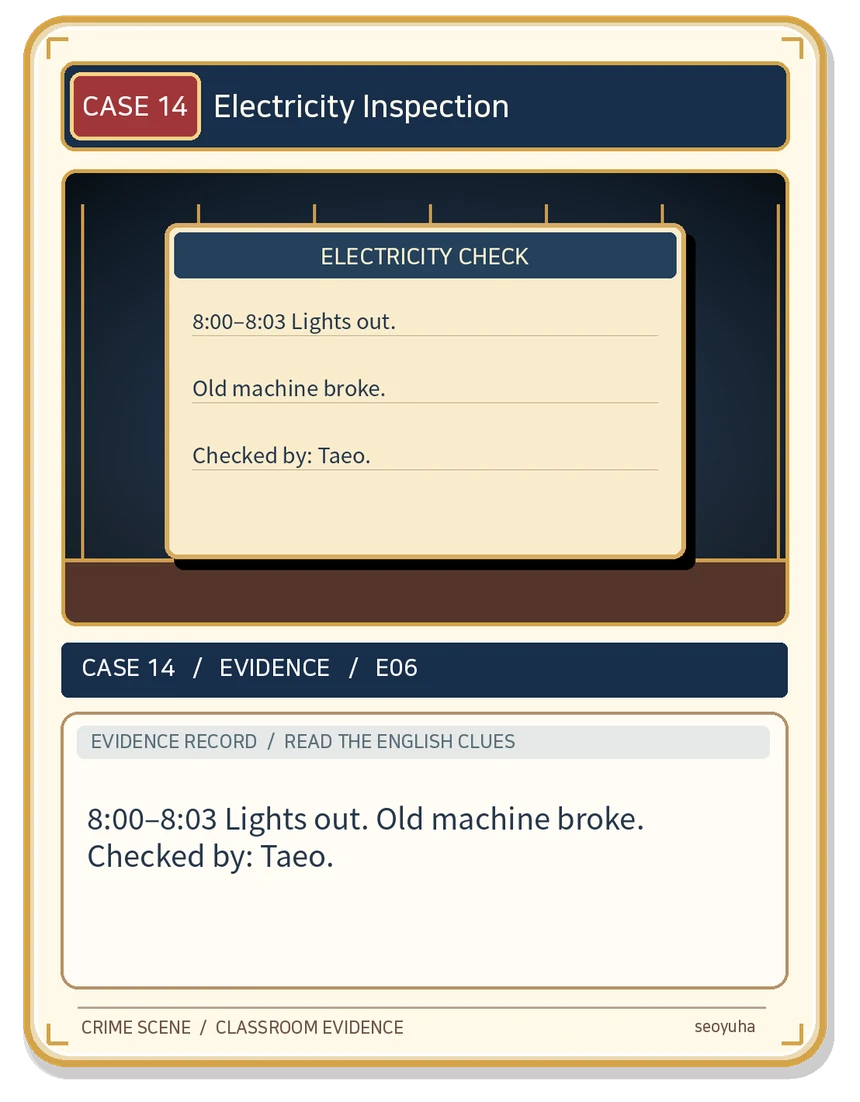 CASE 14 Electricity Inspection
ELECTRICITY CHECK
8:00–8:03 Lights out.
Old machine broke.
Checked by: Taeo.
CASE 14 / EVIDENCE / E06
EVIDENCE RECORD / READ THE ENGLISH CLUES
8:00–8:03 Lights out. Old machine broke.
Checked by: Taeo.
CRIME SCENE / CLASSROOM EVIDENCE seoyuha